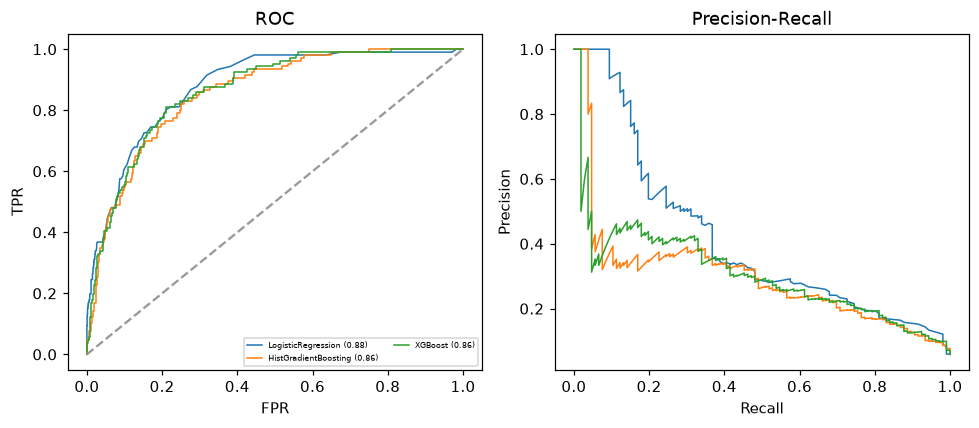 ROC
Precision-Recall
1.0
0.8
0.6
0.4
0.2
0.0
TPR
0.0 0.2 0.4 0.6 0.8 1.0
FPR
LogisticRegression (0.88)
HistGradientBoosting (0.86)
XGBoost (0.86)
1.0
0.8
0.6
0.4
0.2
Precision
0.0 0.2 0.4 0.6 0.8 1.0
Recall